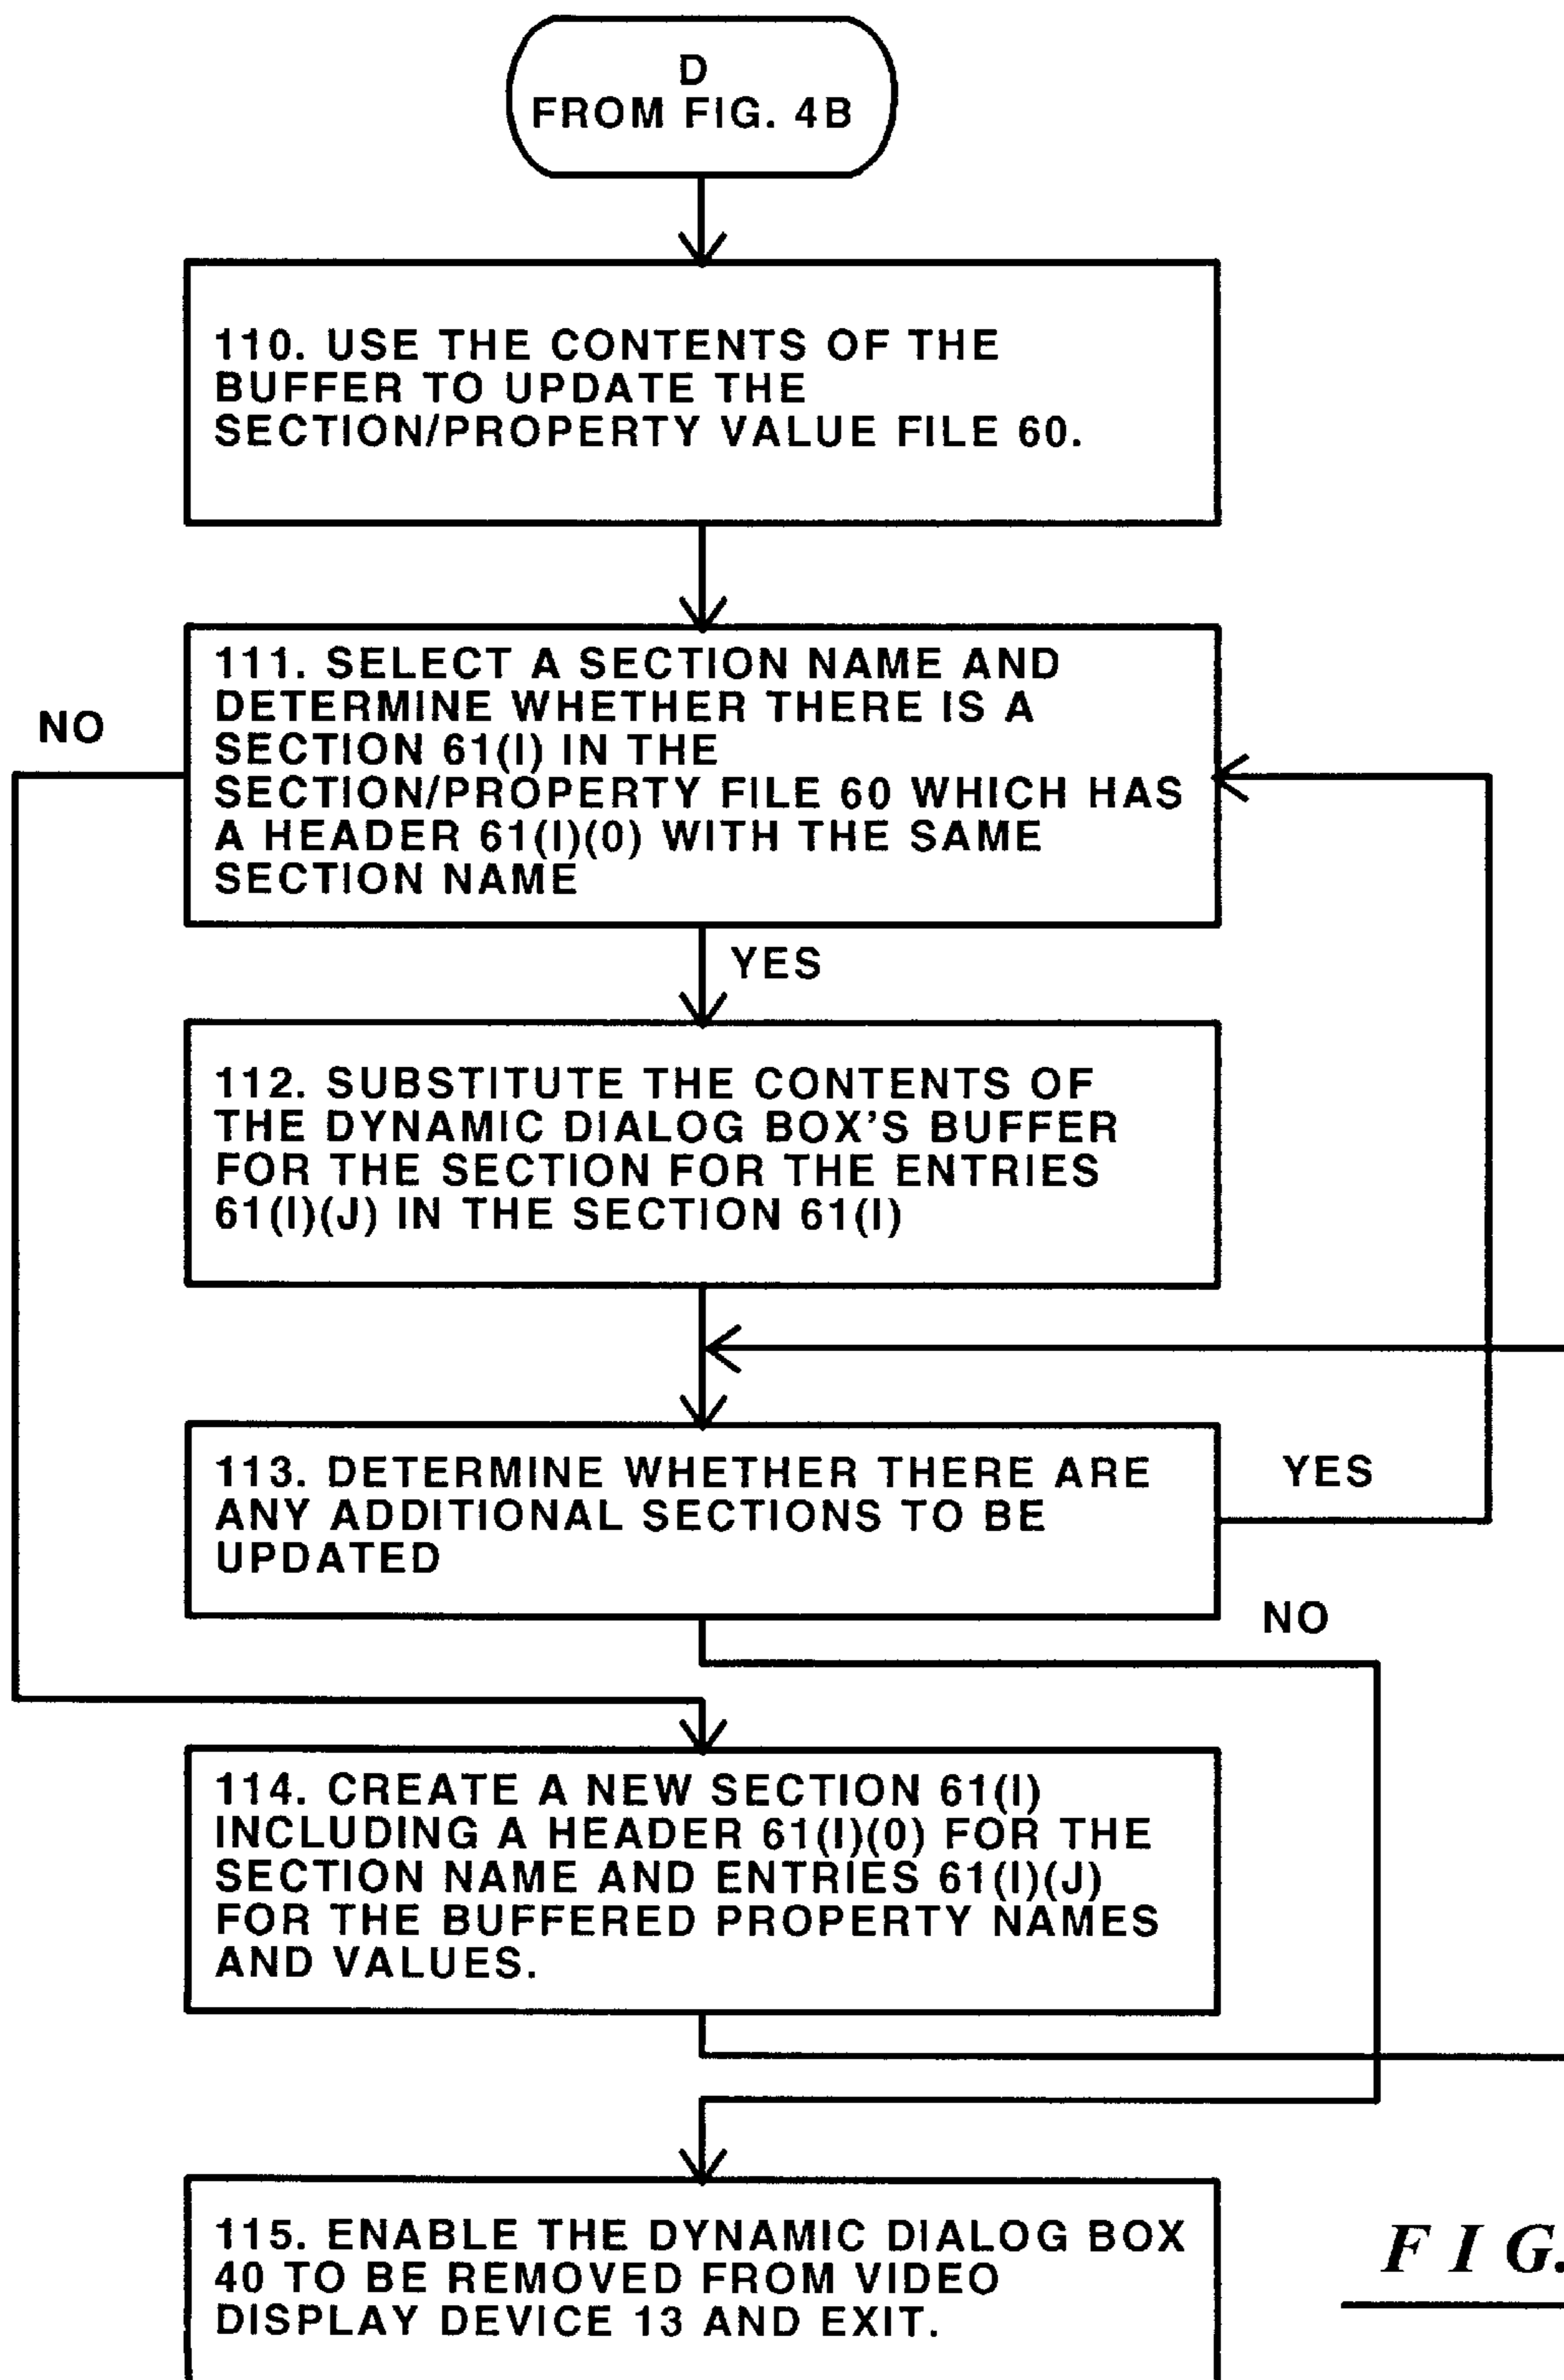 D
FROM FIG. 4B
110. USE THE CONTENTS OF THE
BUFFER TO UPDATE THE
SECTION/PROPERTY VALUE FILE 60.
111. SELECT A SECTION NAME AND
DETERMINE WHETHER THERE IS A
SECTION 61(I) IN THE
SECTION/PROPERTY FILE 60 WHICH HAS
A HEADER 61(I)(0) WITH THE SAME
SECTION NAME
NO
YES
112. SUBSTITUTE THE CONTENTS OF
THE DYNAMIC DIALOG BOX'S BUFFER
FOR THE SECTION FOR THE ENTRIES
61(I)(J) IN THE SECTION 61(I)
113. DETERMINE WHETHER THERE ARE
ANY ADDITIONAL SECTIONS TO BE
UPDATED
YES
NO
114. CREATE A NEW SECTION 61(I)
INCLUDING A HEADER 61(I)(0) FOR THE
SECTION NAME AND ENTRIES 61(I)(J)
FOR THE BUFFERED PROPERTY NAMES
AND VALUES.
115. ENABLE THE DYNAMIC DIALOG BOX
40 TO BE REMOVED FROM VIDEO
DISPLAY DEVICE 13 AND EXIT.
FIG.